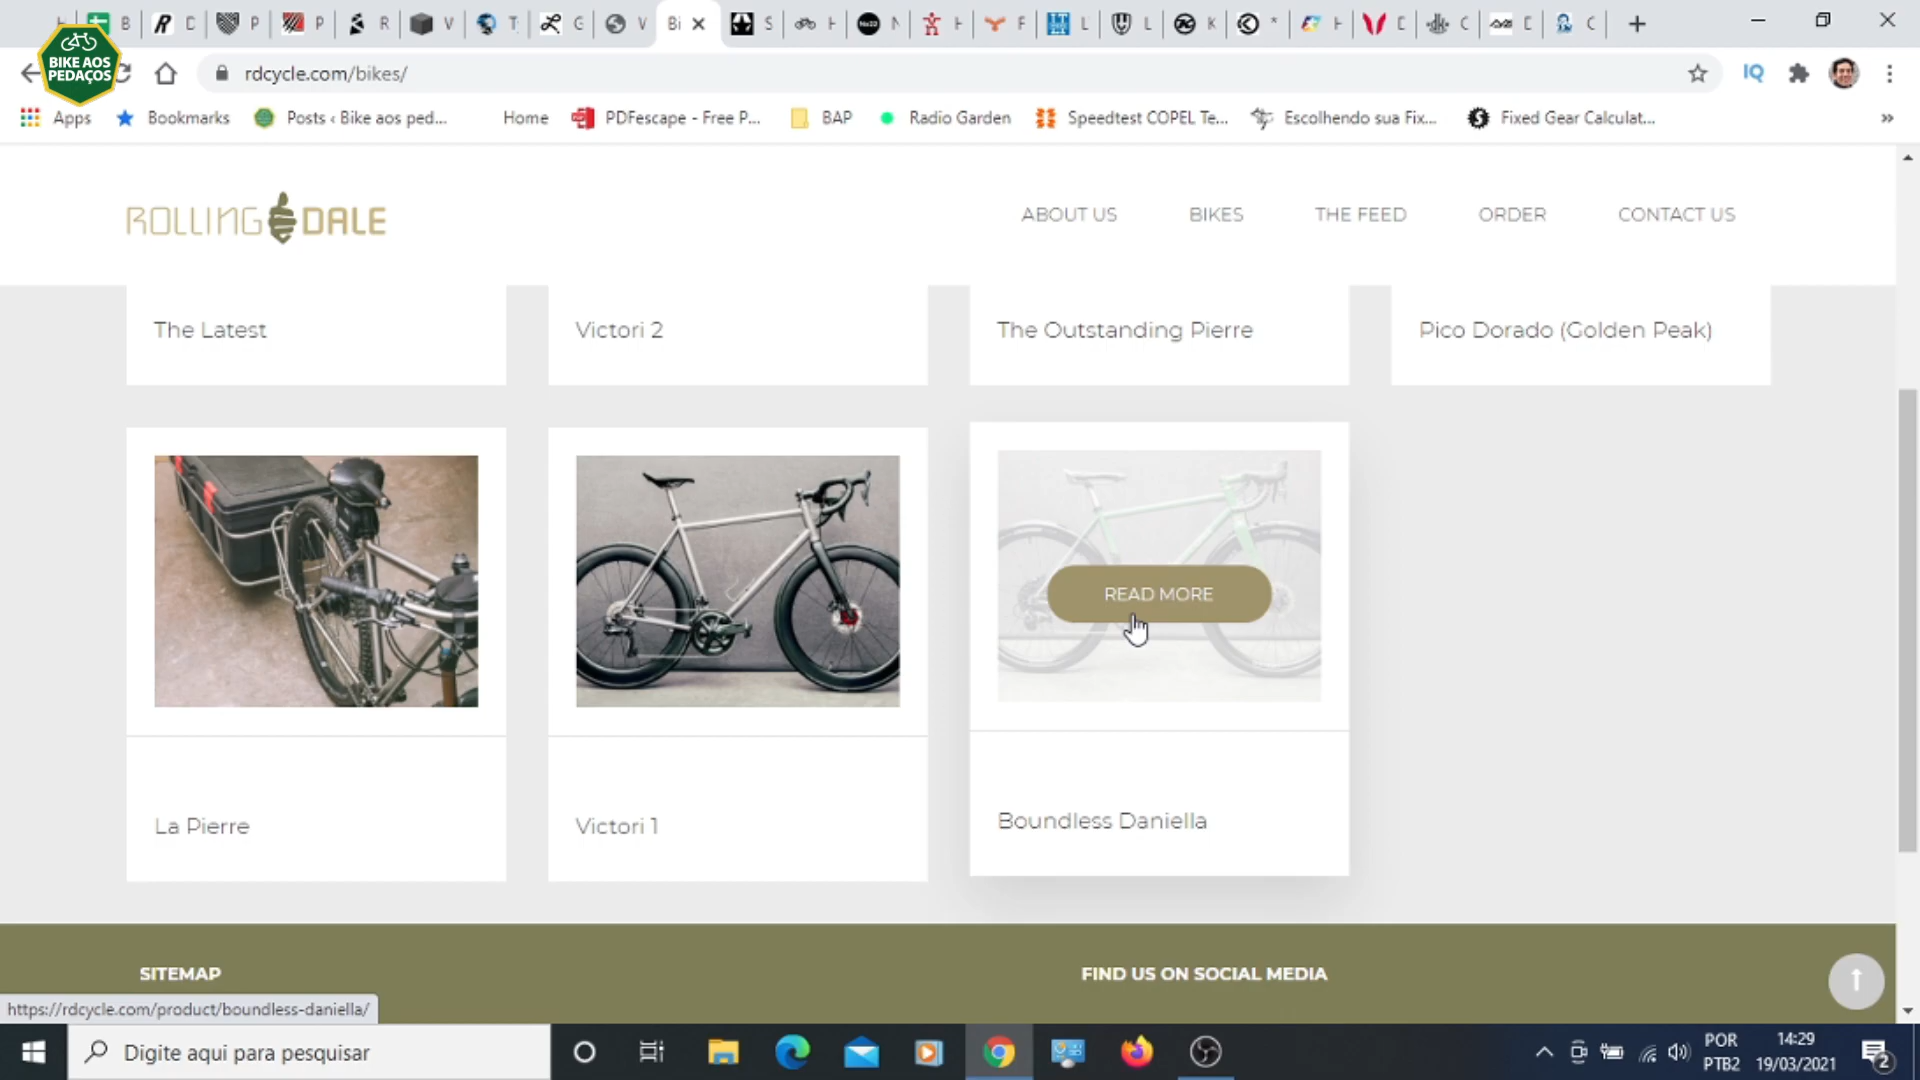 B D P P R V T G V Bi S H N H F L L K * H D C D C
BIKE AOS
PEDAÇOS
rdcycle.com/bikes/
IQ
Apps Bookmarks Posts ‹ Bike aos ped... Home PDFescape - Free P... BAP Radio Garden Speedtest COPEL Te... Escolhendo sua Fix... Fixed Gear Calculat... »
ROLLING DALE
ABOUT US BIKES THE FEED ORDER CONTACT US
The Latest
Victori 2
The Outstanding Pierre
Pico Dorado (Golden Peak)
READ MORE
La Pierre
Victori 1
Boundless Daniella
SITEMAP
FIND US ON SOCIAL MEDIA
https://rdcycle.com/product/boundless-daniella/
Digite aqui para pesquisar
POR
PTB2
14:29
19/03/2021
2